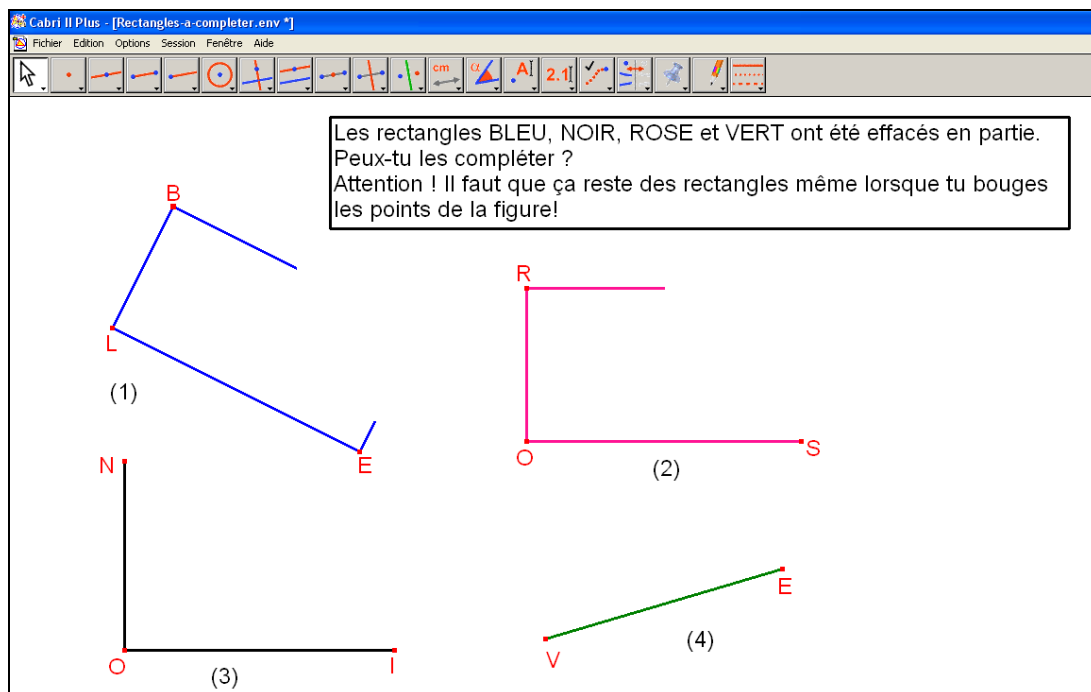 Cabri II Plus - [Rectangles-a-completer.env *]
Fichier Edition Options Session Fenêtre Aide
cm α A 2.1
Les rectangles BLEU, NOIR, ROSE et VERT ont été effacés en partie.
Peux-tu les compléter ?
Attention ! Il faut que ça reste des rectangles même lorsque tu bouges
les points de la figure!
B
L
E
(1)
R
O
S
(2)
N
O
I
(3)
V
E
(4)